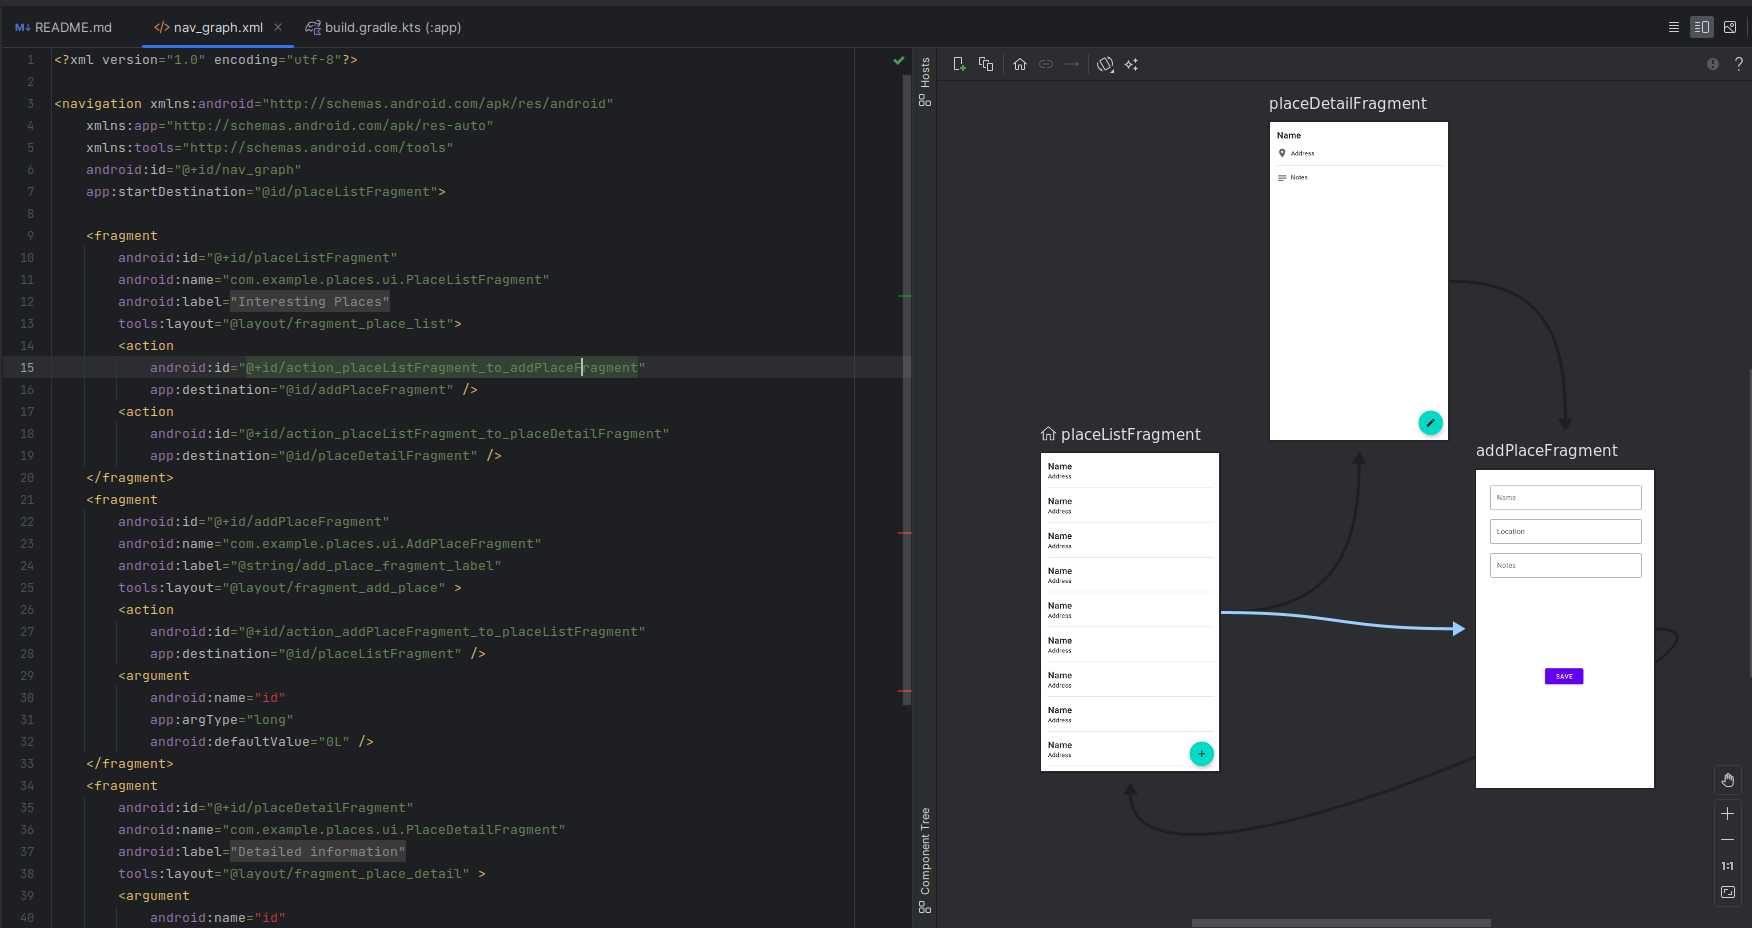 README.md
nav_graph.xml
build.gradle.kts (:app)
1 <?xml version="1.0" encoding="utf-8"?>
2
3 <navigation xmlns:android="http://schemas.android.com/apk/res/android"
4 xmlns:app="http://schemas.android.com/apk/res-auto"
5 xmlns:tools="http://schemas.android.com/tools"
6 android:id="@+id/nav_graph"
7 app:startDestination="@id/placeListFragment">
8
9 <fragment
10 android:id="@+id/placeListFragment"
11 android:name="com.example.places.ui.PlaceListFragment"
12 android:label="Interesting Places"
13 tools:layout="@layout/fragment_place_list">
14 <action
15 android:id="@+id/action_placeListFragment_to_addPlaceFragment"
16 app:destination="@id/addPlaceFragment" />
17 <action
18 android:id="@+id/action_placeListFragment_to_placeDetailFragment"
19 app:destination="@id/placeDetailFragment" />
20 </fragment>
21 <fragment
22 android:id="@+id/addPlaceFragment"
23 android:name="com.example.places.ui.AddPlaceFragment"
24 android:label="@string/add_place_fragment_label"
25 tools:layout="@layout/fragment_add_place" >
26 <action
27 android:id="@+id/action_addPlaceFragment_to_placeListFragment"
28 app:destination="@id/placeListFragment" />
29 <argument
30 android:name="id"
31 app:argType="long"
32 android:defaultValue="0L" />
33 </fragment>
34 <fragment
35 android:id="@+id/placeDetailFragment"
36 android:name="com.example.places.ui.PlaceDetailFragment"
37 android:label="Detailed information"
38 tools:layout="@layout/fragment_place_detail" >
39 <argument
40 android:name="id"
Hosts
Component Tree
placeDetailFragment
Name
Address
Notes
placeListFragment
Name
Address
Name
Address
Name
Address
Name
Address
Name
Address
Name
Address
Name
Address
Name
Address
Name
Address
addPlaceFragment
Name
Location
Notes
SAVE
1:1